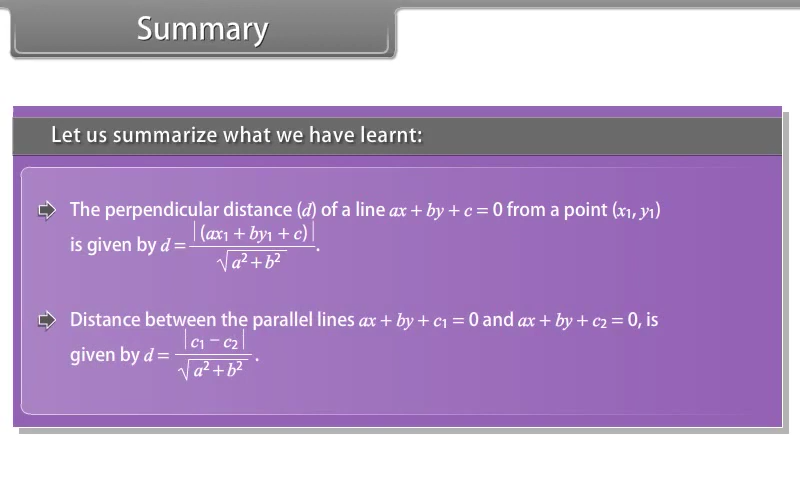 Summary
Let us summarize what we have learnt:
The perpendicular distance (d) of a line ax + by + c = 0 from a point (x₁, y₁)
is given by d = |(ax₁ + by₁ + c)| / √(a² + b²).
Distance between the parallel lines ax + by + c₁ = 0 and ax + by + c₂ = 0, is
given by d = |c₁ − c₂| / √(a² + b²).